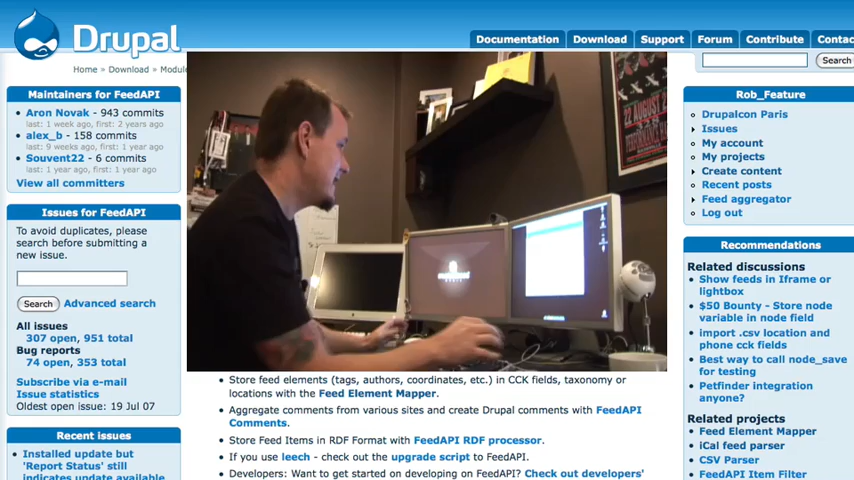 Drupal
Documentation
Download
Support
Forum
Contribute
Contac
Home » Download » Module
Search
Maintainers for FeedAPI
Aron Novak - 943 commits
last: 1 week ago, first: 2 years ago
alex_b - 158 commits
last: 9 weeks ago, first: 1 year ago
Souvent22 - 6 commits
last: 1 year ago, first: 1 year ago
View all committers
Issues for FeedAPI
To avoid duplicates, please
search before submitting a
new issue.
Search Advanced search
All issues
307 open, 951 total
Bug reports
74 open, 353 total
Subscribe via e-mail
Issue statistics
Oldest open issue: 19 Jul 07
Recent issues
Installed update but
'Report Status' still
indicates update available
22 AUGUST
Store feed elements (tags, authors, coordinates, etc.) in CCK fields, taxonomy or
locations with the Feed Element Mapper.
Aggregate comments from various sites and create Drupal comments with FeedAPI
Comments.
Store Feed Items in RDF Format with FeedAPI RDF processor.
If you use leech - check out the upgrade script to FeedAPI.
Developers: Want to get started on developing on FeedAPI? Check out developers'
Rob_Feature
Drupalcon Paris
Issues
My account
My projects
Create content
Recent posts
Feed aggregator
Log out
Recommendations
Related discussions
Show feeds in Iframe or
lightbox
$50 Bounty - Store node
variable in node field
import .csv location and
phone cck fields
Best way to call node_save
for testing
Petfinder integration
anyone?
Related projects
Feed Element Mapper
iCal feed parser
CSV Parser
FeedAPI Item Filter